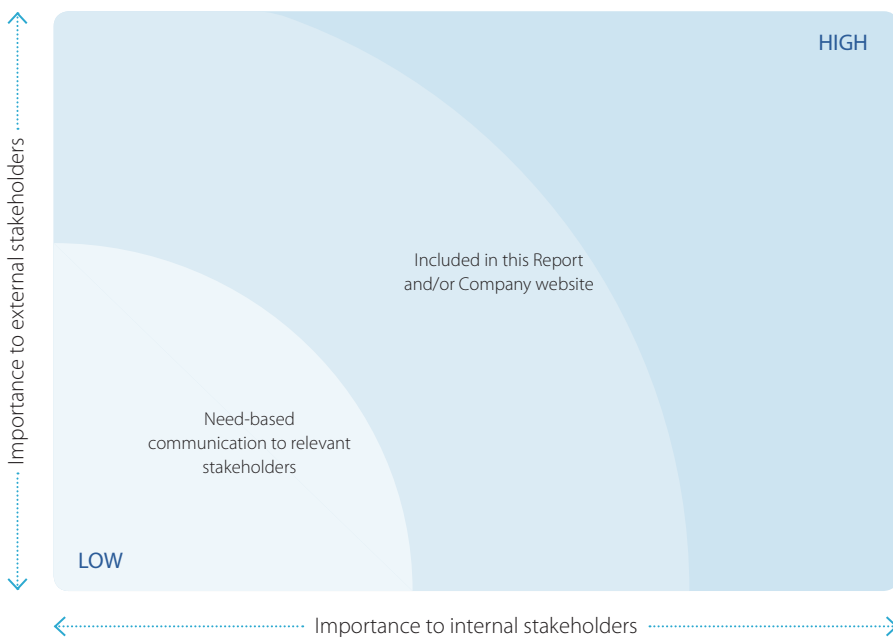 HIGH
Importance to external stakeholders
Included in this Report
and/or Company website
Need-based
communication to relevant
stakeholders
LOW
Importance to internal stakeholders